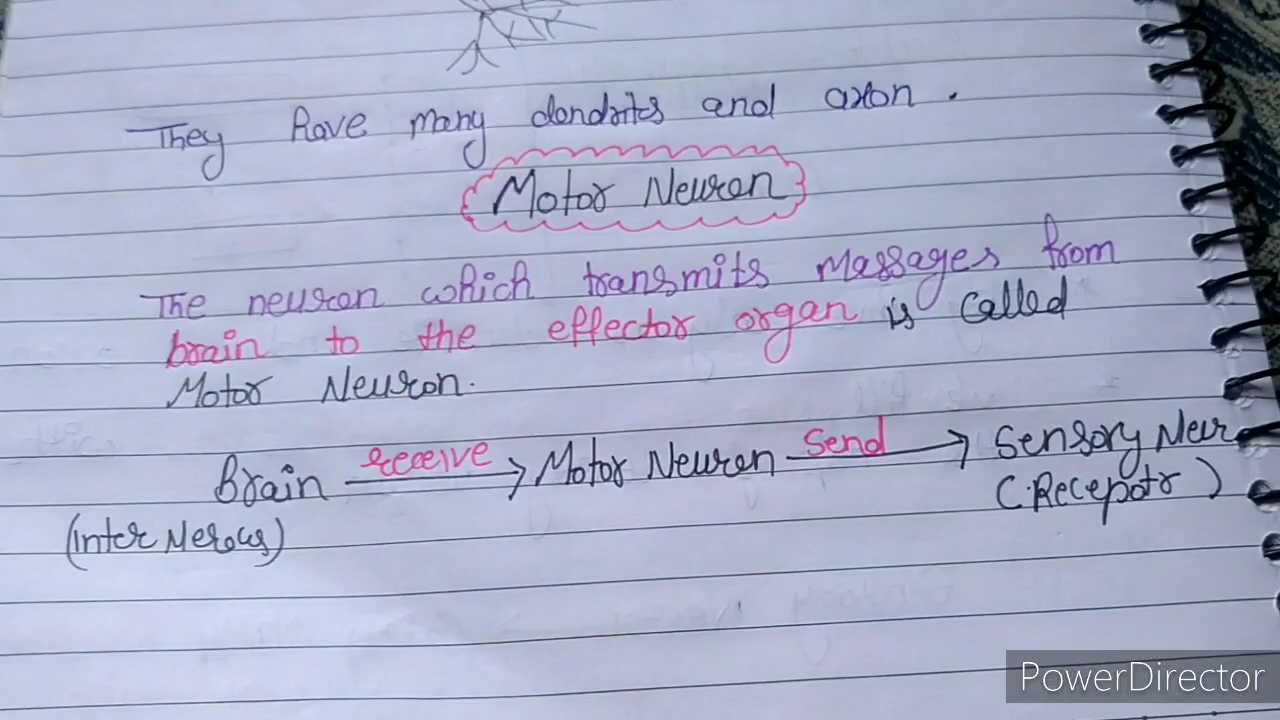 They have many dendrits and axon.
Motor Neuron
The neuron which transmits massages from
brain to the effector organ is called
Motor Neuron.
Brain receive Motor Neuron Send Sensory Neur
(inter Nerous) (Receptor)
PowerDirector